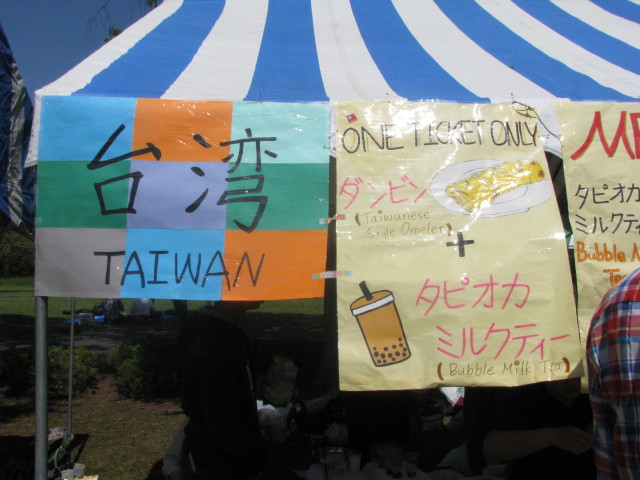 台湾
TAIWAN
ONE TICKET ONLY
ダンビン
(Taiwanese
Style Omelet)
+
タピオカ
ミルクティー
(Bubble Milk Tea)
タピオカ
ミルクティ
Bubble M